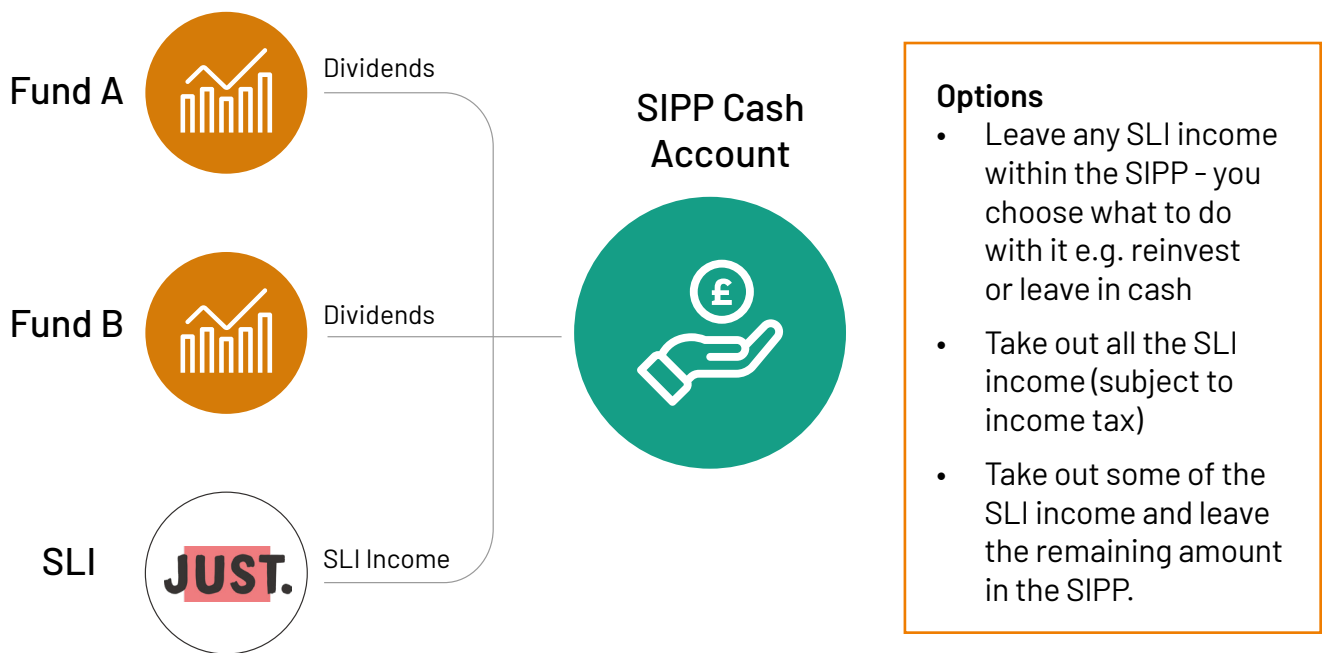 Fund A
Dividends
Fund B
Dividends
SLI
JUST.
SLI Income
SIPP Cash
Account
£
Options
• Leave any SLI income
within the SIPP - you
choose what to do
with it e.g. reinvest
or leave in cash
• Take out all the SLI
income (subject to
income tax)
• Take out some of the
SLI income and leave
the remaining amount
in the SIPP.